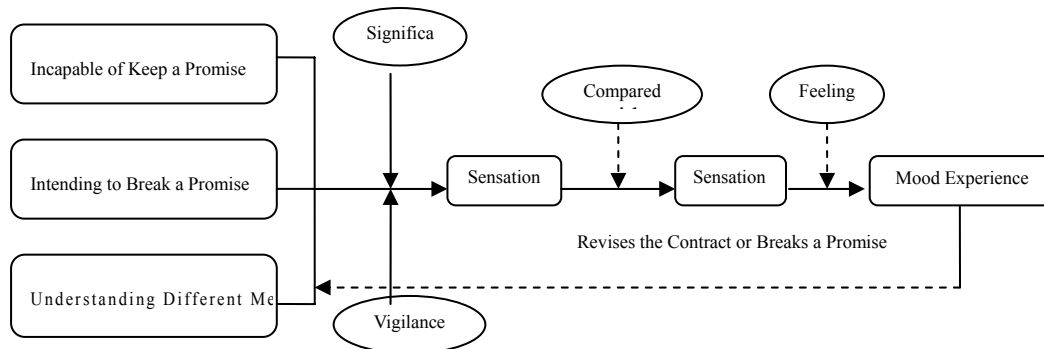 Significa
Incapable of Keep a Promise
Compared
Feeling
Intending to Break a Promise
Sensation
Sensation
Mood Experience
Revises the Contract or Breaks a Promise
Understanding Different Me
Vigilance